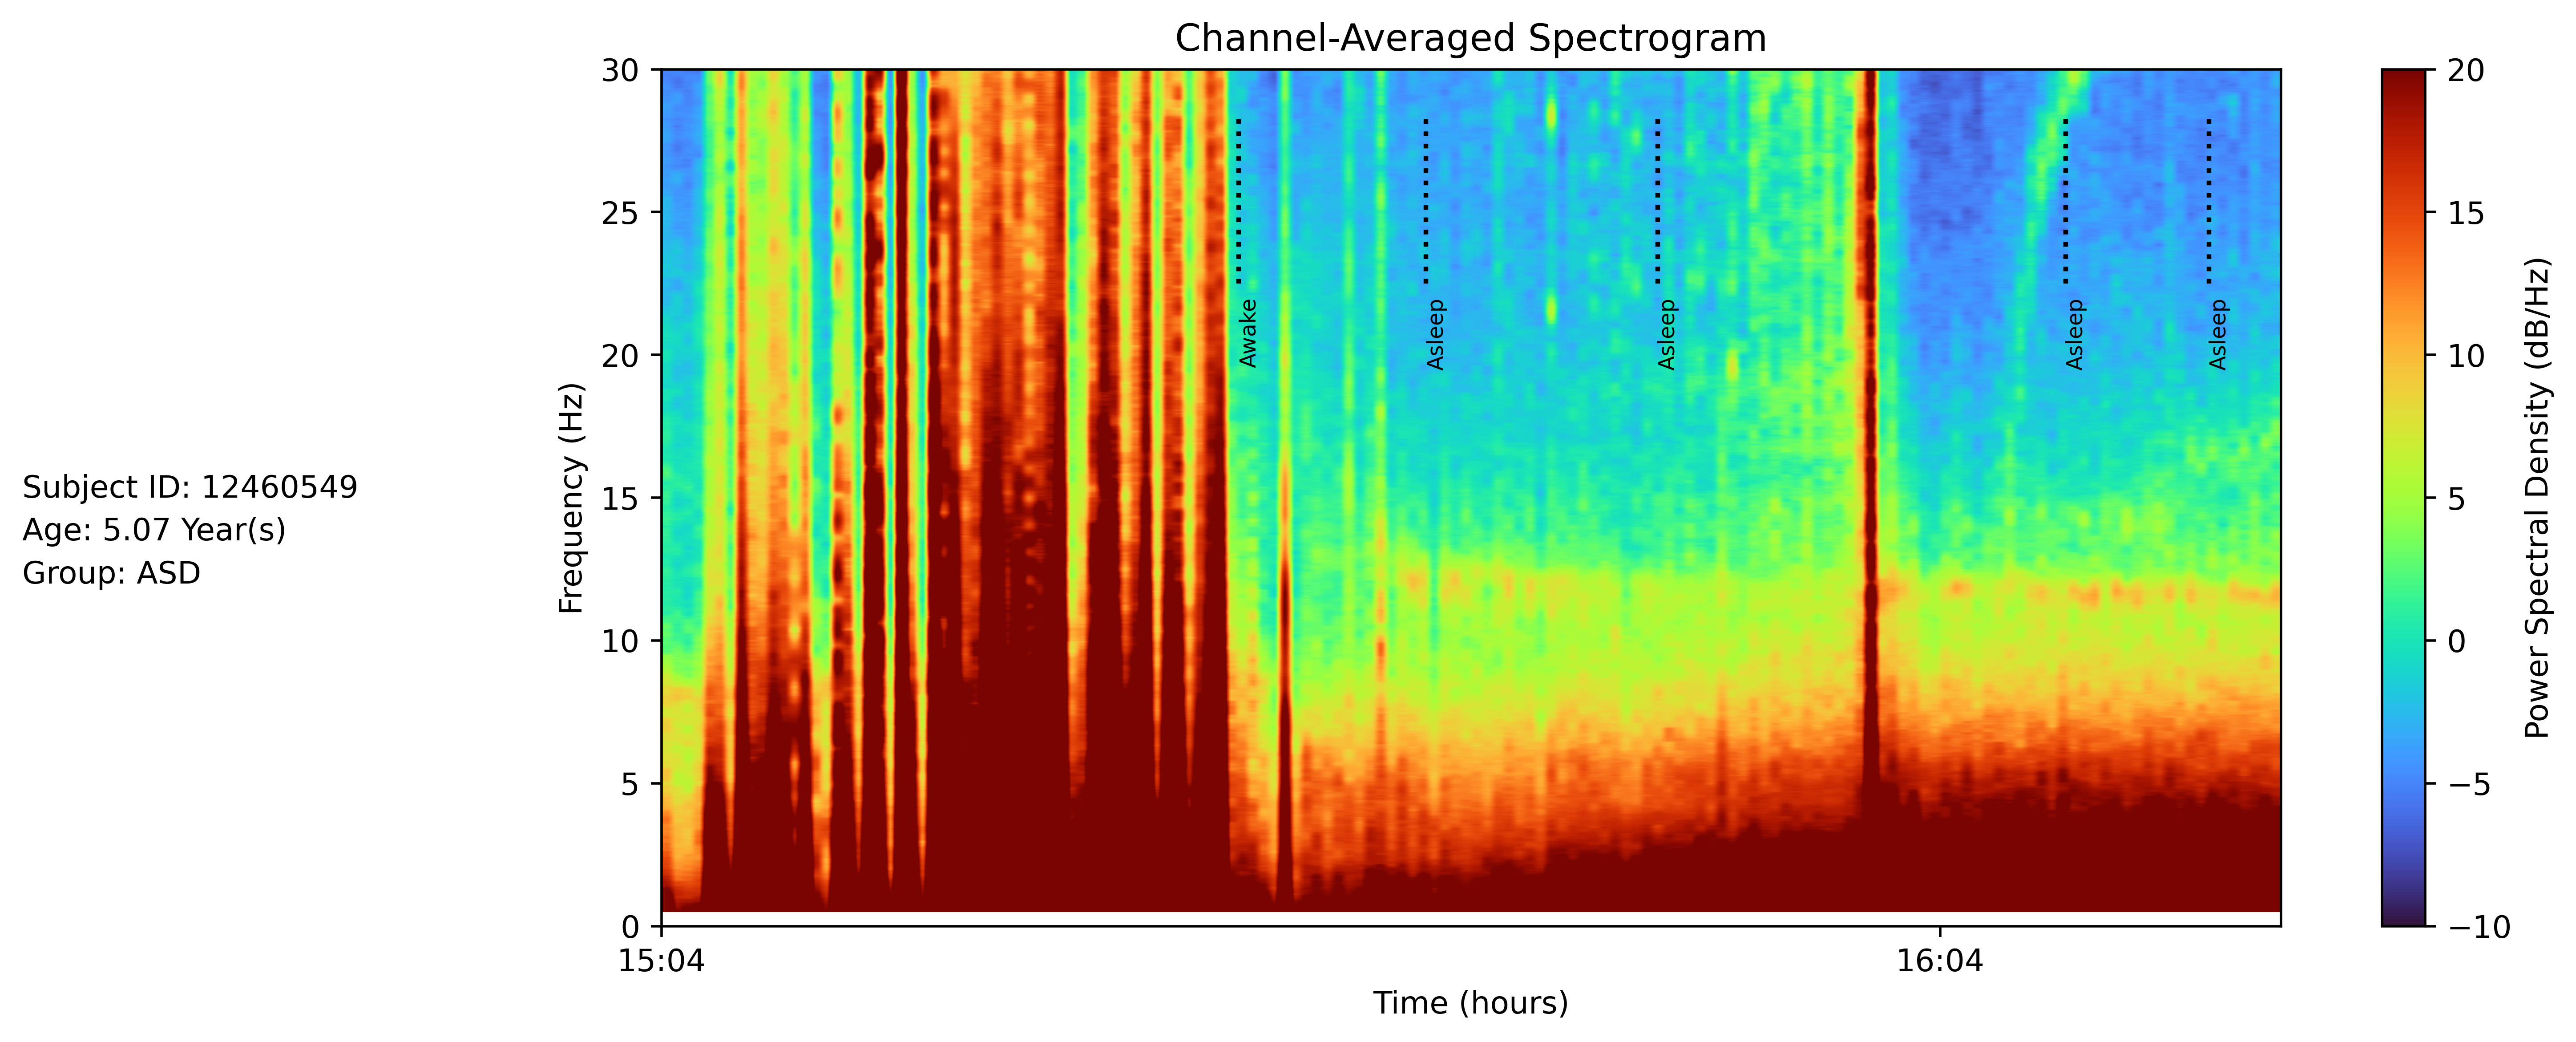 Channel-Averaged Spectrogram
Subject ID: 12460549
Age: 5.07 Year(s)
Group: ASD
Frequency (Hz)
30
25
20
15
10
5
0
Awake
Asleep
Asleep
Asleep
Asleep
15:04
16:04
Time (hours)
20
15
10
5
0
−5
−10
Power Spectral Density (dB/Hz)